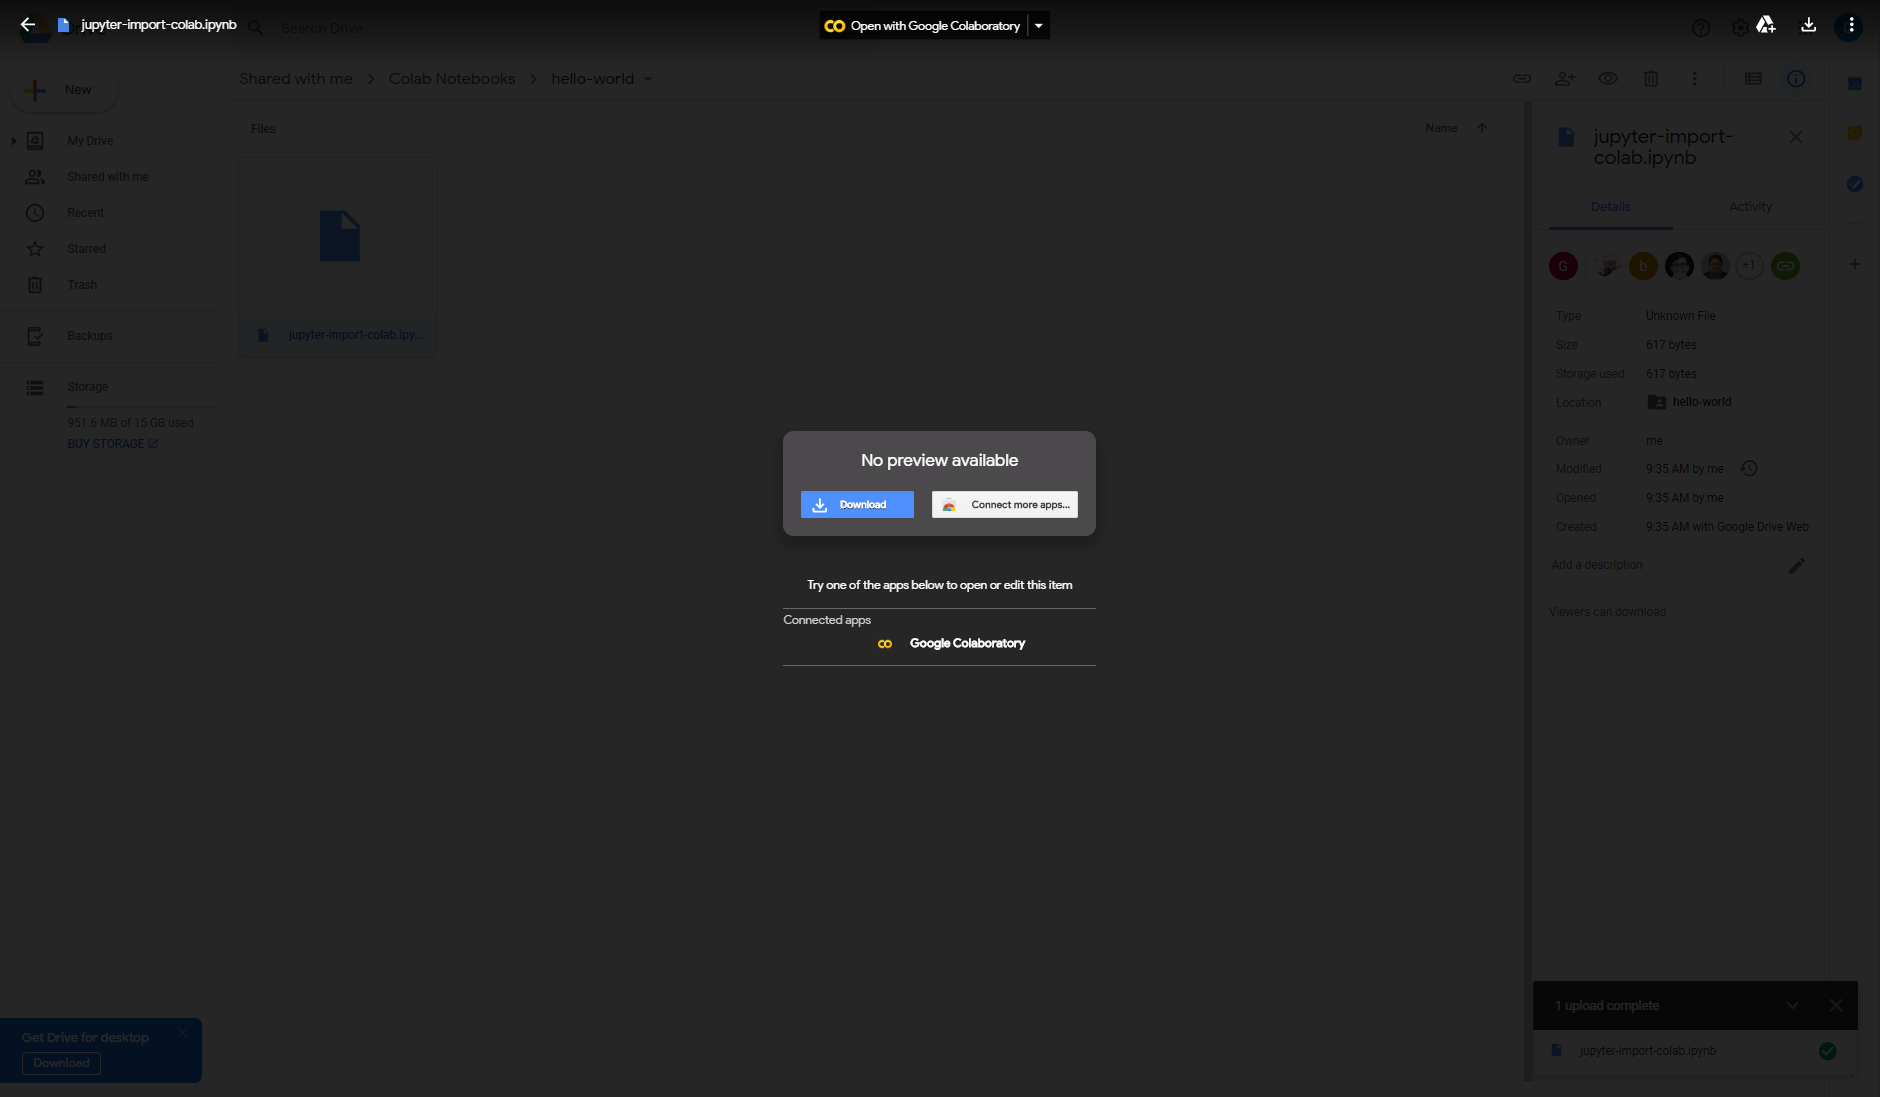 jupyter-import-colab.ipynb
Search Drive
Open with Google Colaboratory
New
Shared with me
Colab Notebooks
hello-world
My Drive
Shared with me
Recent
Starred
Trash
Backups
Storage
951.6 MB of 15 GB used
BUY STORAGE
Files
Name
jupyter-import-colab.ipy...
No preview available
Download
Connect more apps...
Try one of the apps below to open or edit this item
Connected apps
Google Colaboratory
jupyter-import-
colab.ipynb
Details
Activity
G
b
+1
Type
Unknown File
Size
617 bytes
Storage used
617 bytes
Location
hello-world
Owner
me
Modified
9:35 AM by me
Opened
9:35 AM by me
Created
9:35 AM with Google Drive Web
Add a description
Viewers can download
Get Drive for desktop
Download
1 upload complete
jupyter-import-colab.ipynb